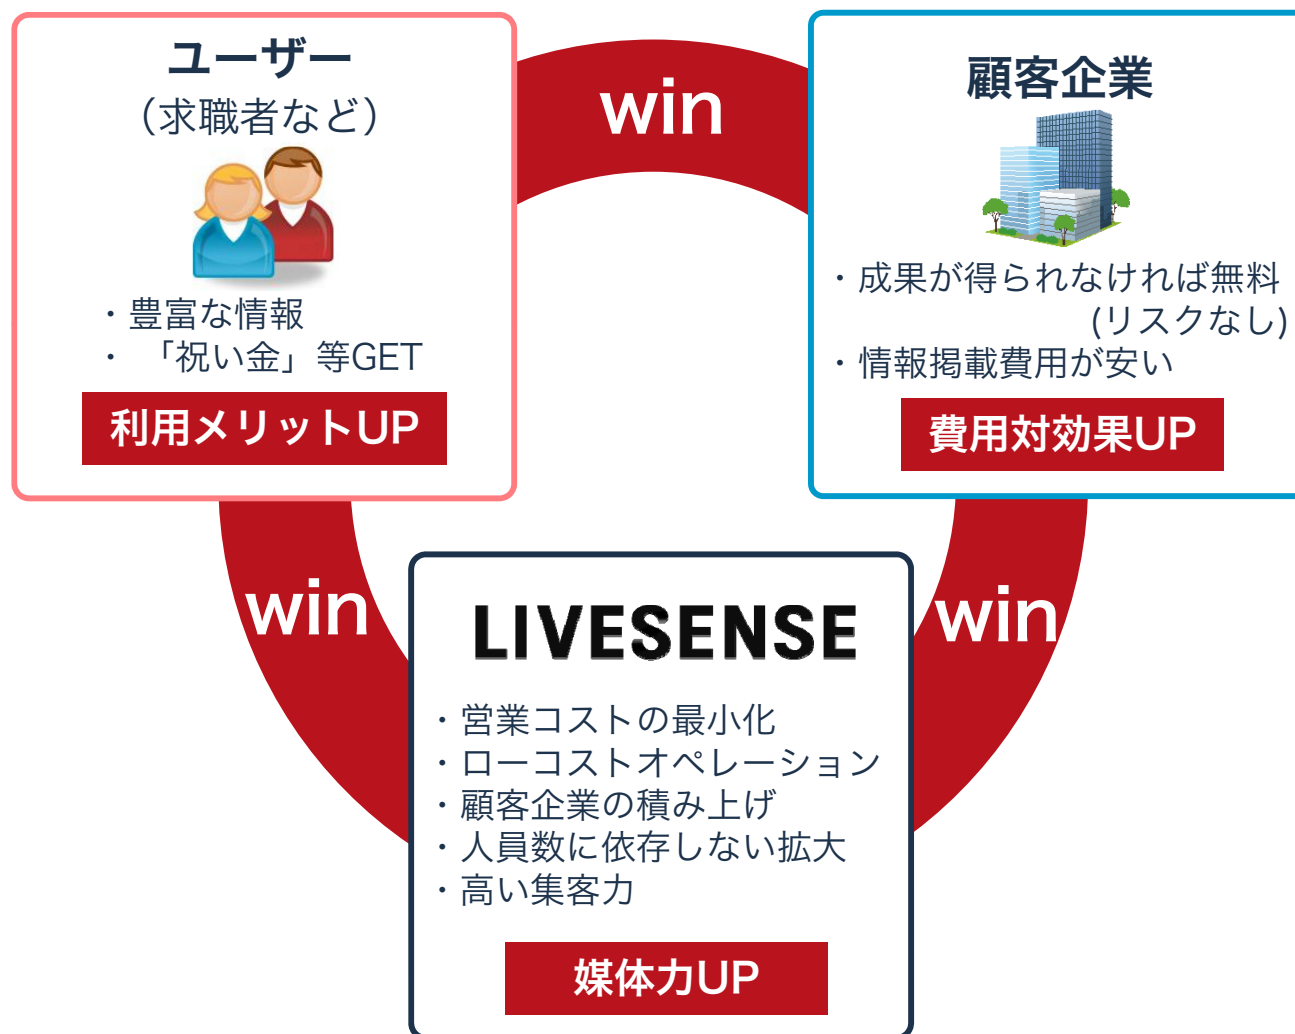 ユーザー
（求職者など）
・豊富な情報
・「祝い金」等GET
利用メリットUP
win
顧客企業
・成果が得られなければ無料
(リスクなし)
・情報掲載費用が安い
費用対効果UP
win
win
LIVESENSE
・営業コストの最小化
・ローコストオペレーション
・顧客企業の積み上げ
・人員数に依存しない拡大
・高い集客力
媒体力UP